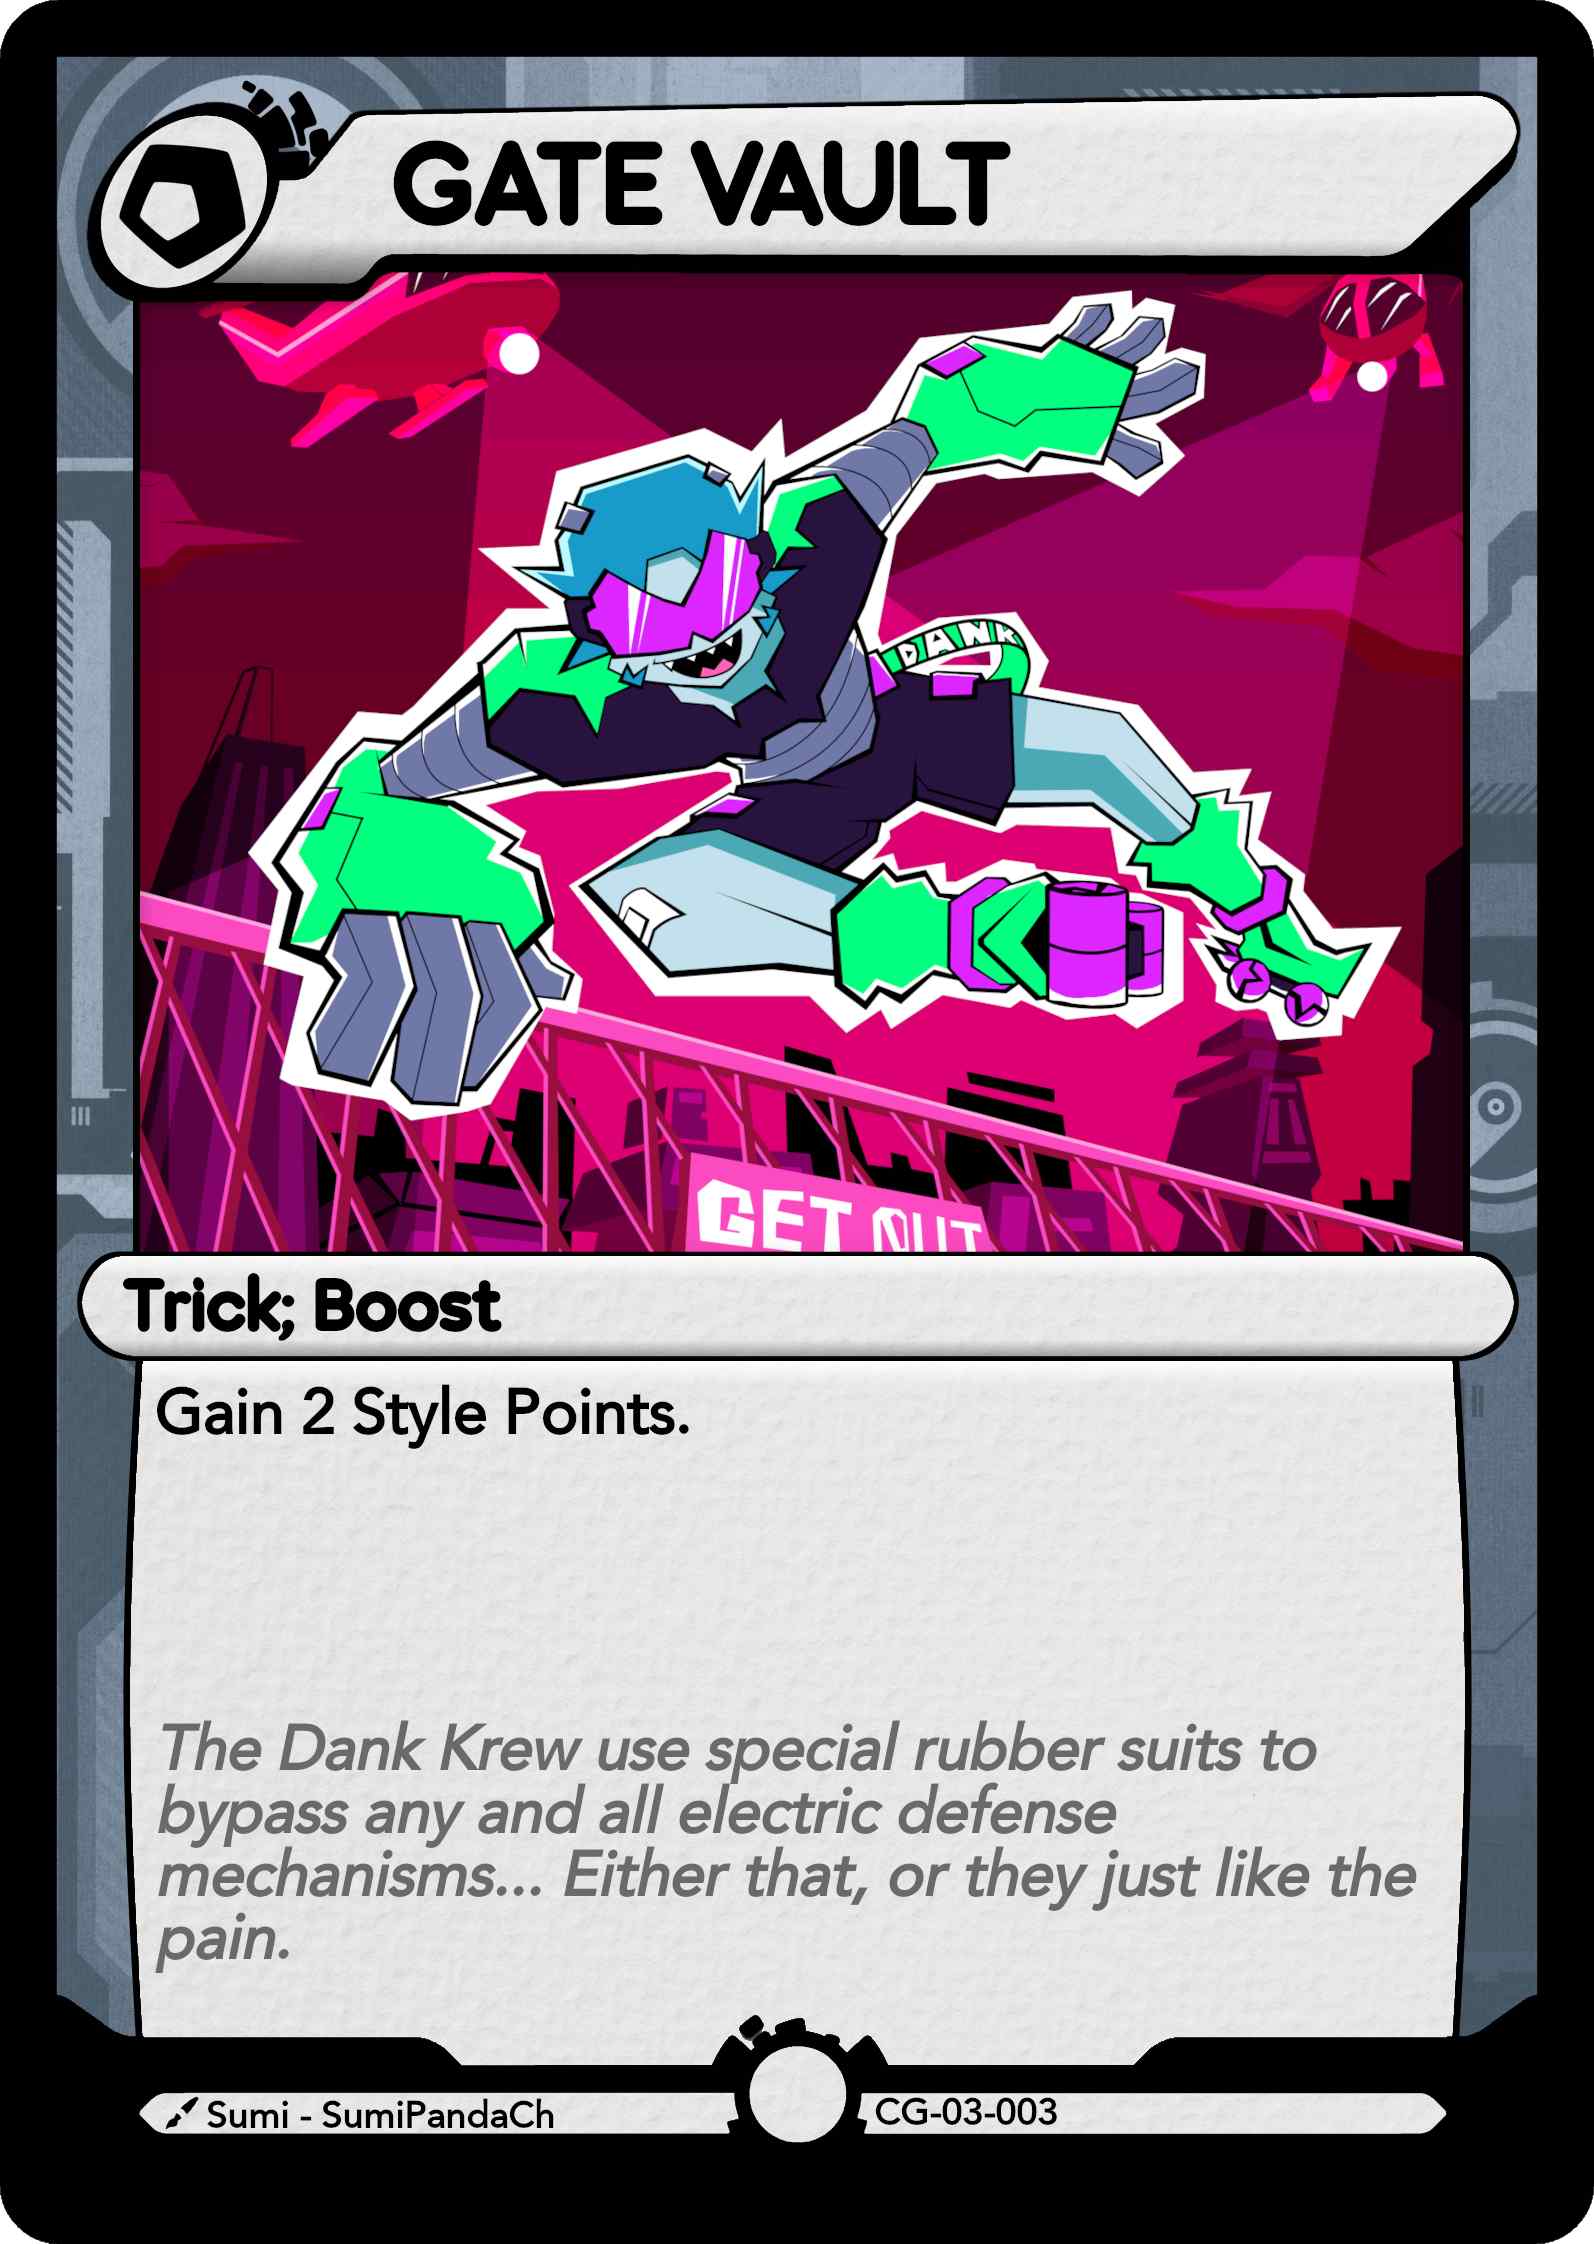 GATE VAULT
DANK
GET OUT
Trick; Boost
Gain 2 Style Points.
The Dank Krew use special rubber suits to
bypass any and all electric defense
mechanisms... Either that, or they just like the
pain.
Sumi - SumiPandaCh
CG-03-003